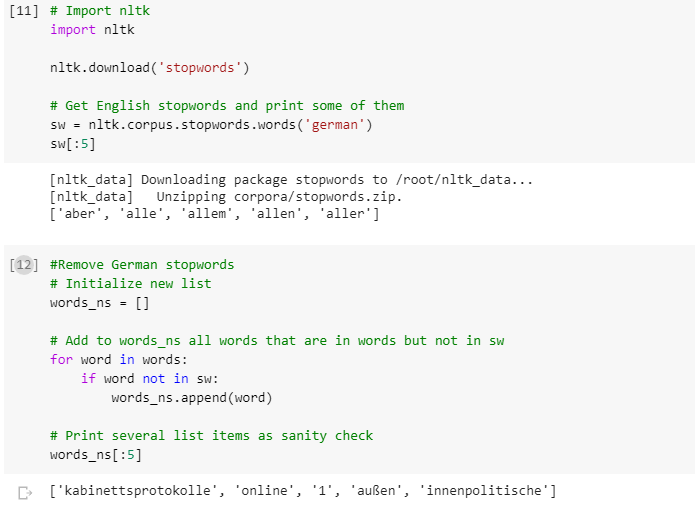 [11] # Import nltk
import nltk
nltk.download('stopwords')
# Get English stopwords and print some of them
sw = nltk.corpus.stopwords.words('german')
sw[:5]
[nltk_data] Downloading package stopwords to /root/nltk_data...
[nltk_data]   Unzipping corpora/stopwords.zip.
['aber', 'alle', 'allem', 'allen', 'aller']
[12] #Remove German stopwords
# Initialize new list
words_ns = []
# Add to words_ns all words that are in words but not in sw
for word in words:
    if word not in sw:
        words_ns.append(word)
# Print several list items as sanity check
words_ns[:5]
['kabinettsprotokolle', 'online', '1', 'außen', 'innenpolitische']